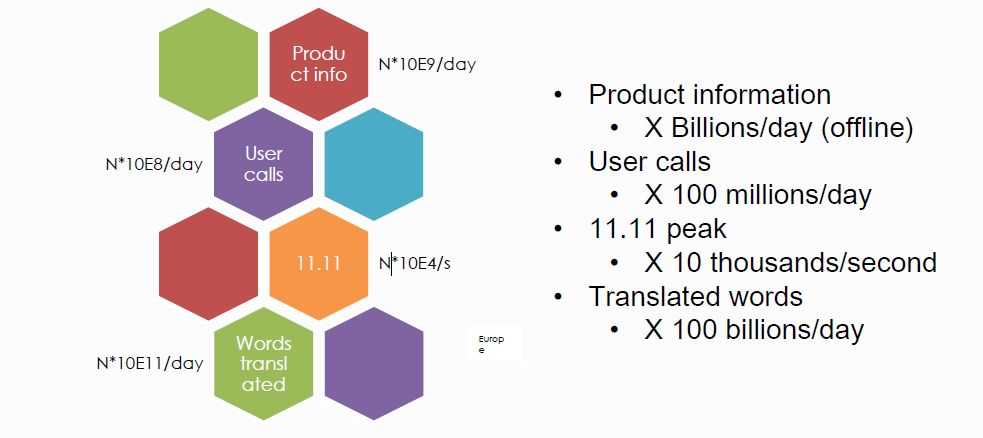 Produ
ct info
N*10E9/day
N*10E8/day
User
calls
11.11
N*10E4/s
N*10E11/day
Words
transl
ated
Europ
e
• Product information
• X Billions/day (offline)
• User calls
• X 100 millions/day
• 11.11 peak
• X 10 thousands/second
• Translated words
• X 100 billions/day